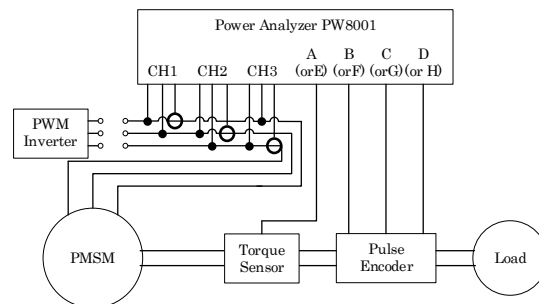 Power Analyzer PW8001
A B C D
CH1 CH2 CH3 (orE) (orF) (orG) (or H)
PWM
Inverter
PMSM
Torque
Sensor
Pulse
Encoder
Load